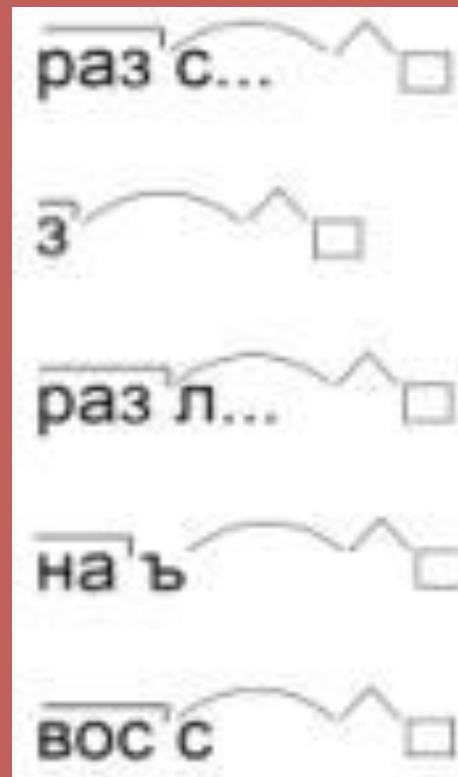 раз с...
з
раз л...
на ъ
вос с